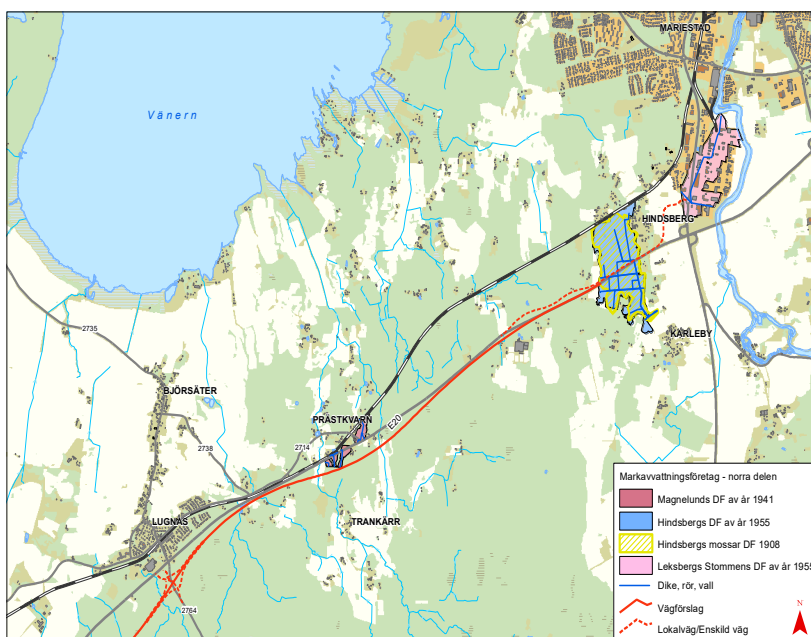 MARIESTAD
Vänern
HINDSBERG
KARLEBY
2735
BJÖRSÄTER
PRÄSTKVARN
E20
2714
2738
LUGNÅS
TRANKÄRR
2764
Markavvattningsföretag - norra delen
Magnelunds DF av år 1941
Hindsbergs DF av år 1955
Hindsbergs mossar DF 1908
Leksbergs Stommens DF av år 1955
Dike, rör, vall
Vägförslag
Lokalväg/Enskild väg
N